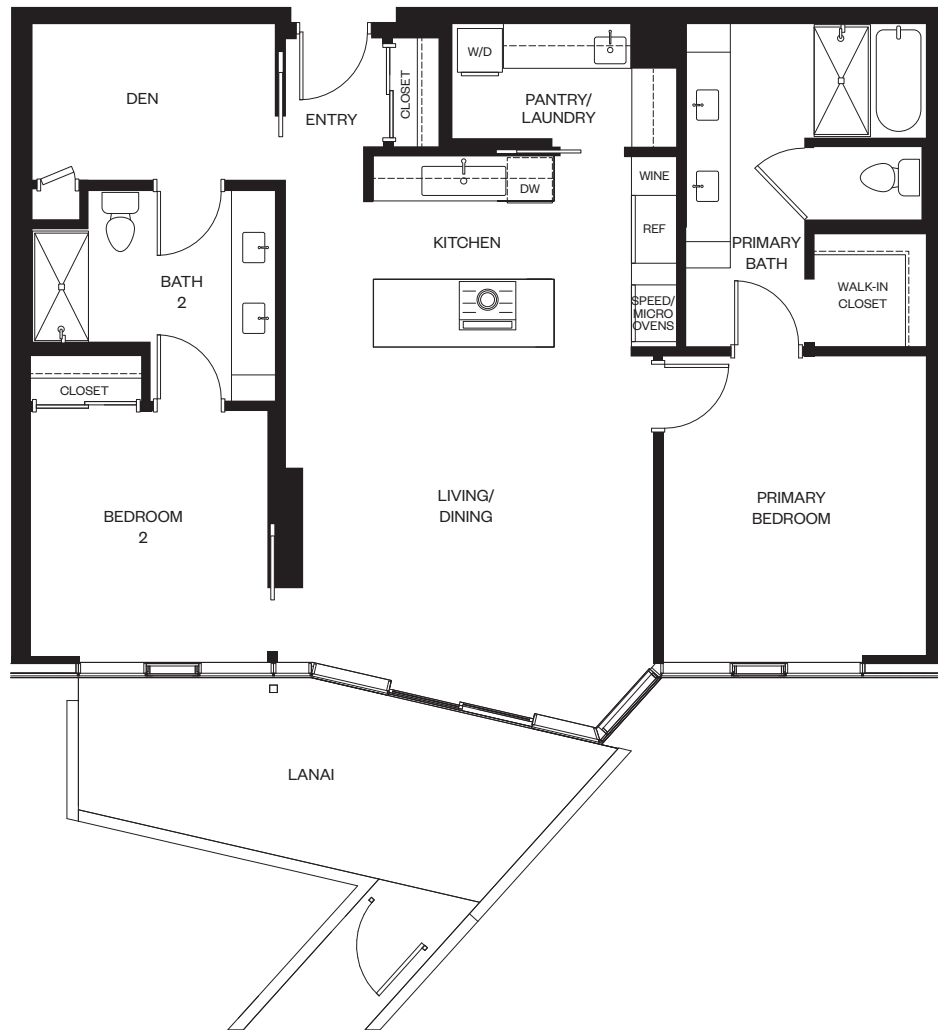 W/D
DEN
CLOSET
PANTRY/
LAUNDRY
ENTRY
WINE
DW
REF
KITCHEN
PRIMARY
BATH
BATH
2
WALK-IN
CLOSET
SPEED/
MICRO
OVENS
CLOSET
LIVING/
DINING
PRIMARY
BEDROOM
BEDROOM
2
LANAI